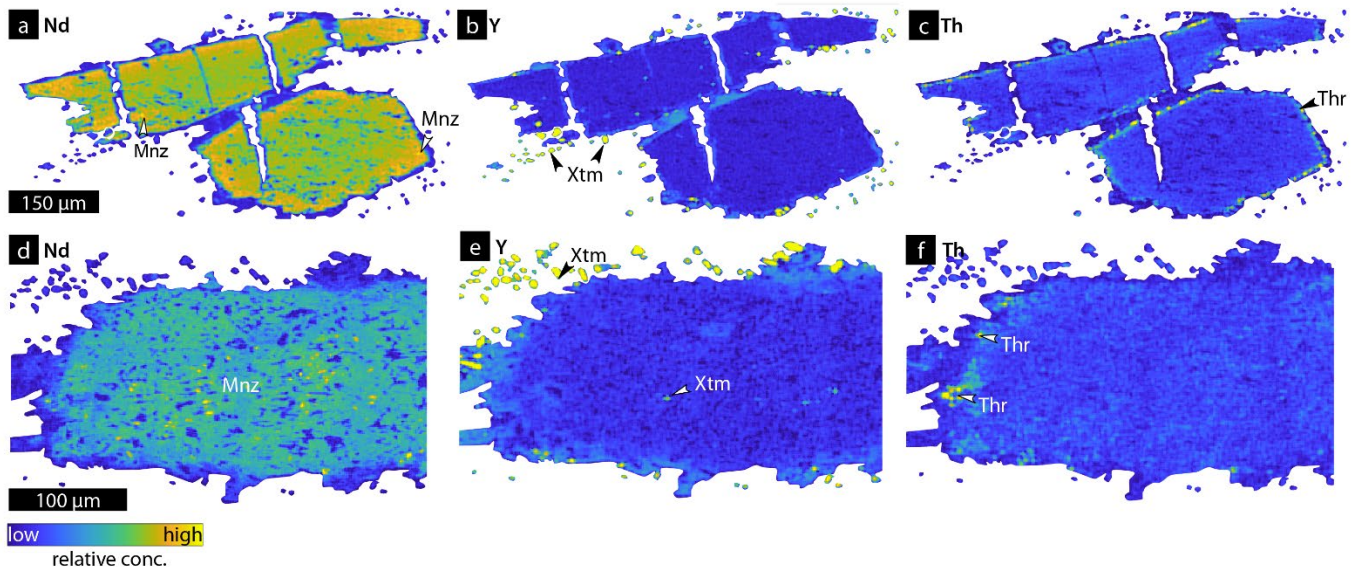 a Nd
b Y
c Th
Mnz
Mnz
Xtm
Thr
150 µm
d Nd
e Y
f Th
Mnz
Xtm
Xtm
Thr
Thr
100 µm
low high
relative conc.